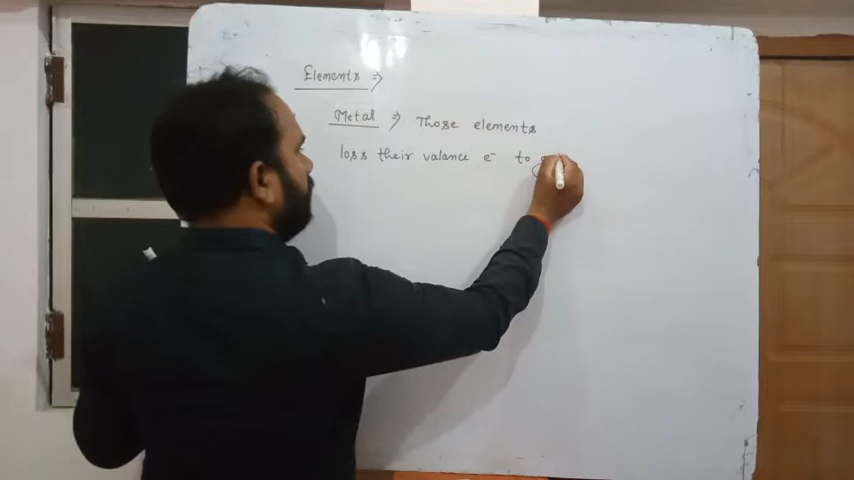 Elements ⇒
Metal ⇒ Those elements
loss their valance e⁻ to